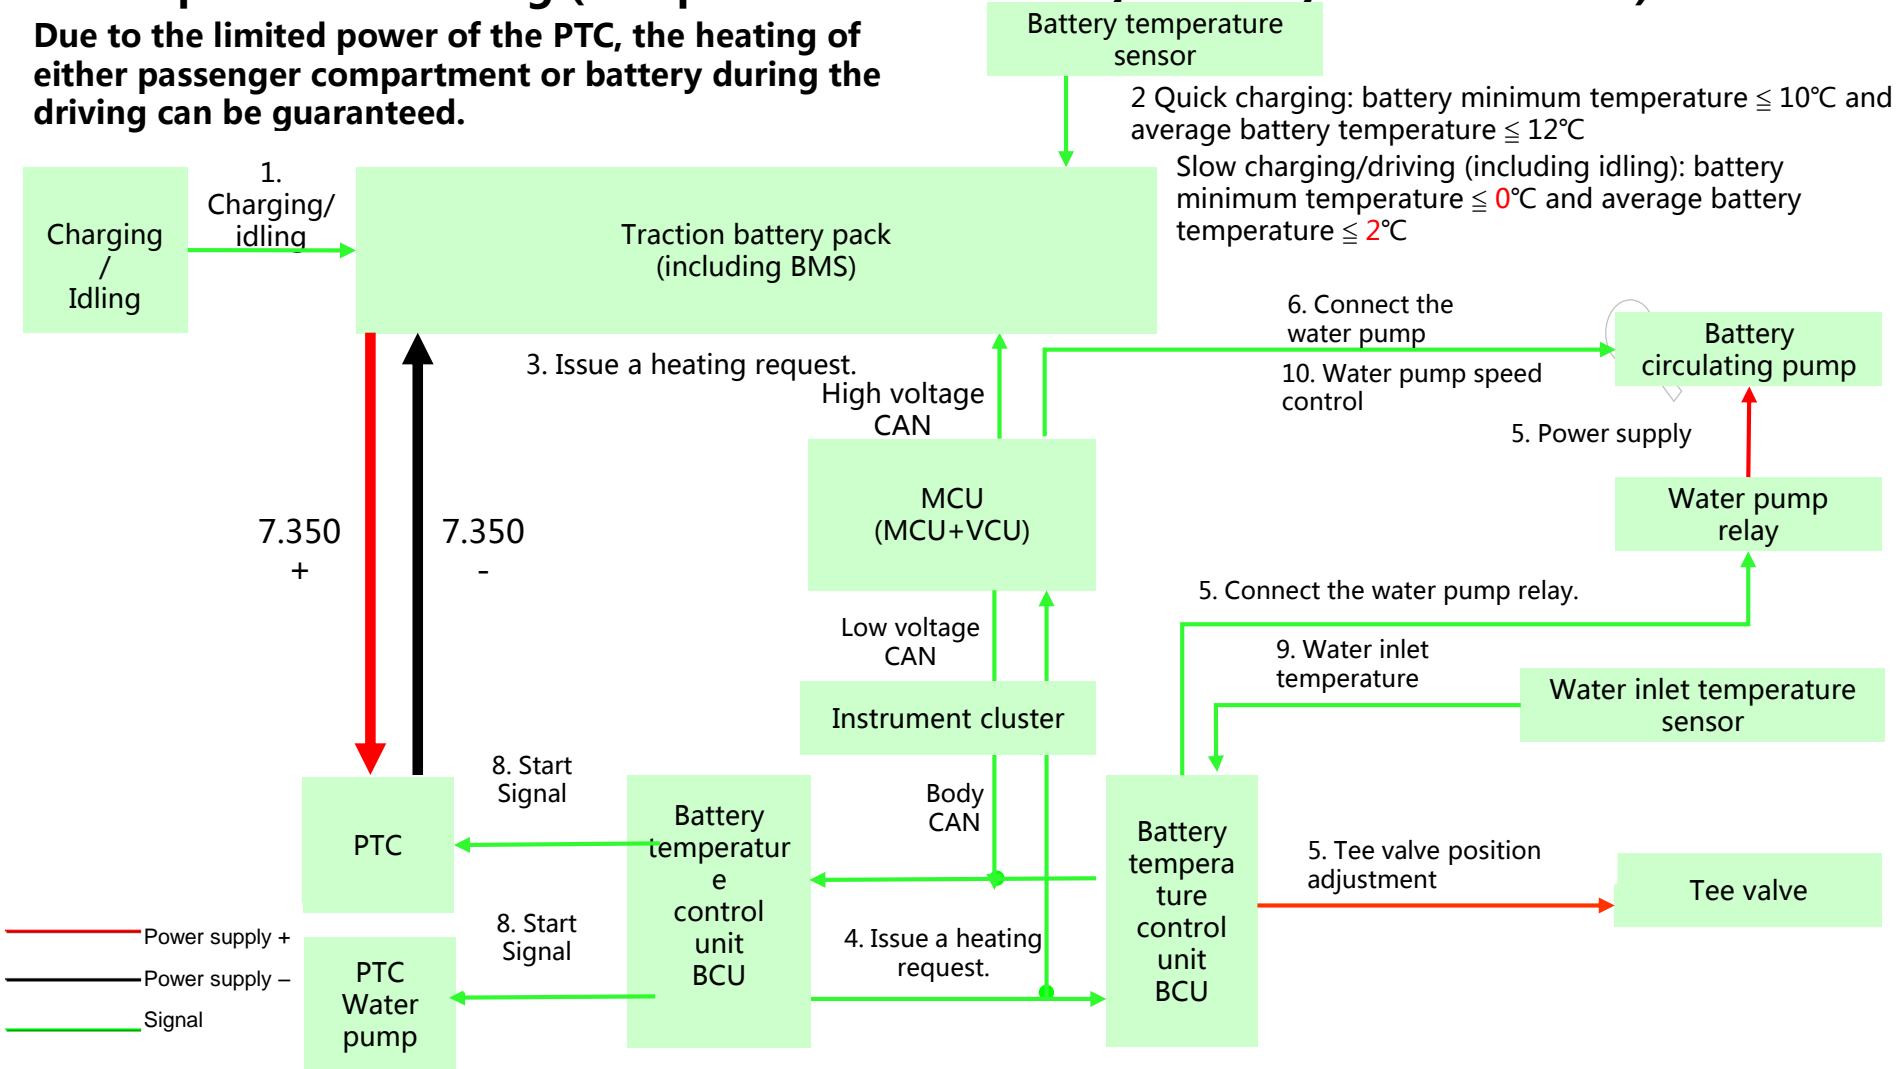 Due to the limited power of the PTC, the heating of
either passenger compartment or battery during the
driving can be guaranteed.
Battery temperature
sensor
2 Quick charging: battery minimum temperature ≦ 10℃ and
average battery temperature ≦ 12℃
Slow charging/driving (including idling): battery
minimum temperature ≦ 0℃ and average battery
temperature ≦ 2℃
Charging
/
Idling
1.
Charging/
idling
Traction battery pack
(including BMS)
3. Issue a heating request.
High voltage
CAN
6. Connect the
water pump
10. Water pump speed
control
Battery
circulating pump
5. Power supply
MCU
(MCU+VCU)
Water pump
relay
7.350
+
7.350
-
5. Connect the water pump relay.
Low voltage
CAN
9. Water inlet
temperature
Water inlet temperature
sensor
Instrument cluster
8. Start
Signal
Body
CAN
PTC
Battery
temperatur
e
control
unit
BCU
Battery
tempera
ture
control
unit
BCU
5. Tee valve position
adjustment
Tee valve
8. Start
Signal
4. Issue a heating
request.
PTC
Water
pump
Power supply +
Power supply –
Signal